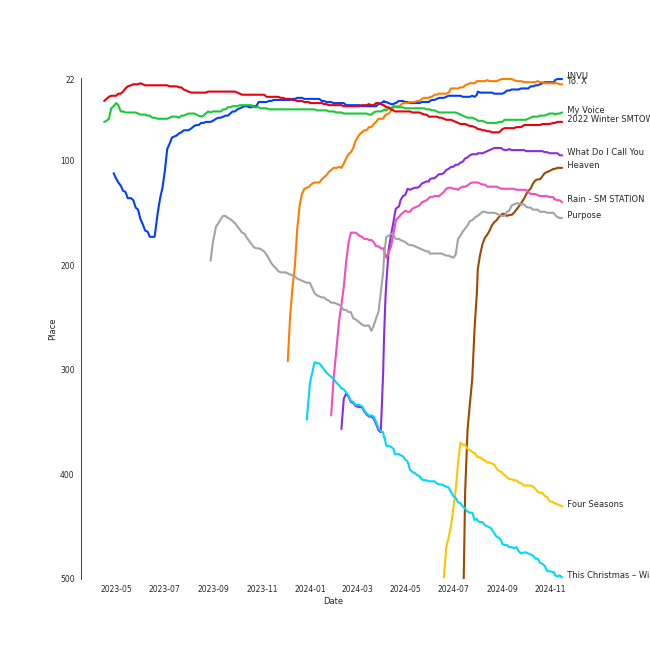 22
100
200
300
400
500
Place
2023-05
2023-07
2023-09
2023-11
2024-01
2024-03
2024-05
2024-07
2024-09
2024-11
Date
INVU
To. X
My Voice
2022 Winter SMTOW
What Do I Call You
Heaven
Rain - SM STATION
Purpose
Four Seasons
This Christmas – Wi